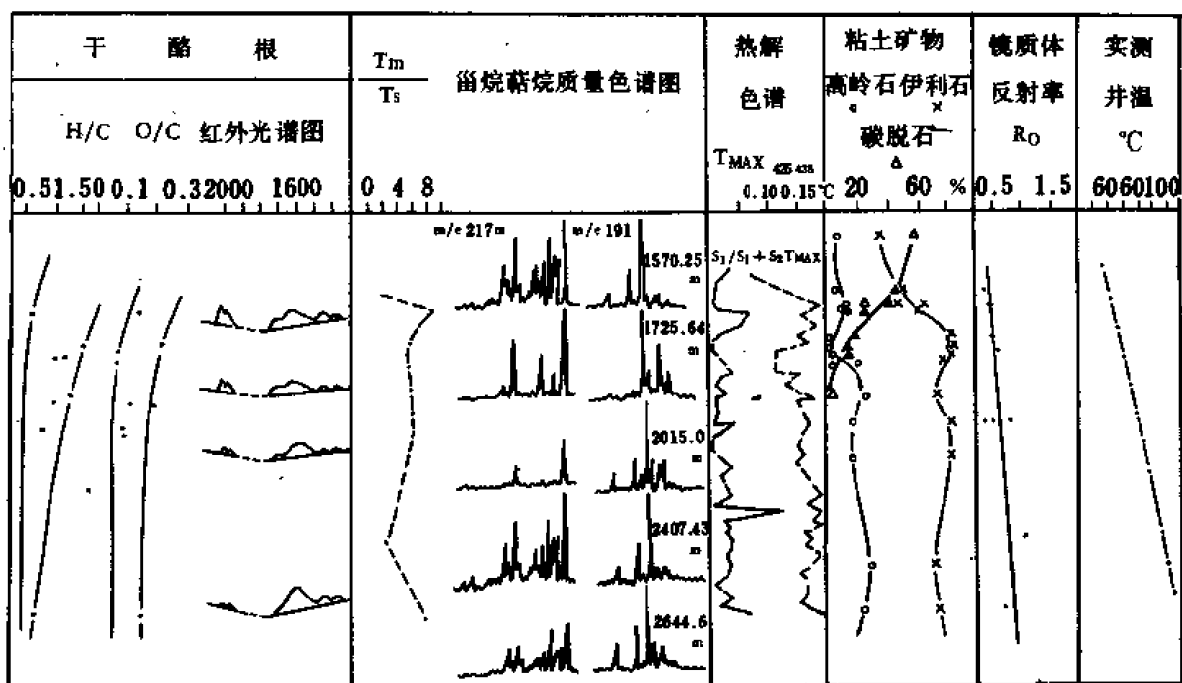 干 酪 根
H/C O/C 红外光谱图
0.5 1.5 0 0.1 0.3 2000 1600
Tm
Ts
0 4 8
甾烷萜烷质量色谱图
热解
色谱
TMAX 425 435
0.10 0.15 ℃
粘土矿物
高岭石 伊利石
碳脱石
20 60 %
镜质体
反射率
RO
0.5 1.5
实测
井温
℃
60 60 100
m/e 217 m
m/e 191
S1/S1 + S2 TMAX
1570.25
m
1725.64
m
2015.0
m
2407.43
m
2644.6
m